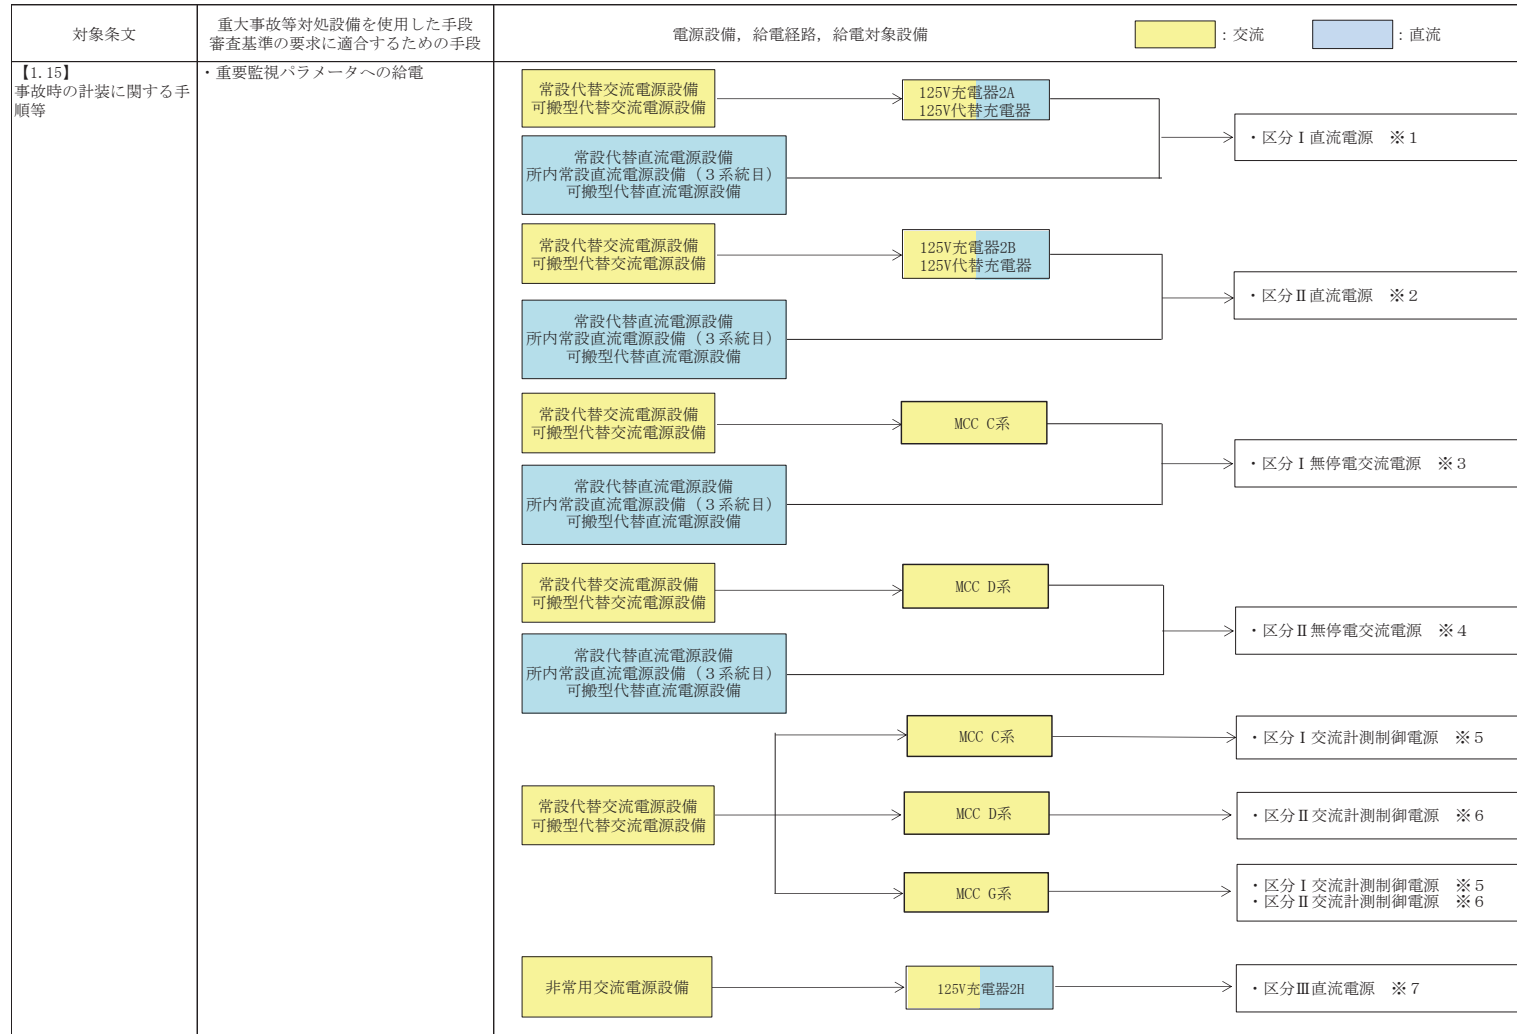 対象条文
重大事故等対処設備を使用した手段
審査基準の要求に適合するための手段
電源設備，給電経路，給電対象設備
：交流
：直流
【1.15】
事故時の計装に関する手
順等
・重要監視パラメータへの給電
常設代替交流電源設備
可搬型代替交流電源設備
125V充電器2A
125V代替充電器
常設代替直流電源設備
所内常設直流電源設備（３系統目）
可搬型代替直流電源設備
・区分Ⅰ直流電源　※１
常設代替交流電源設備
可搬型代替交流電源設備
125V充電器2B
125V代替充電器
常設代替直流電源設備
所内常設直流電源設備（３系統目）
可搬型代替直流電源設備
・区分Ⅱ直流電源　※２
常設代替交流電源設備
可搬型代替交流電源設備
MCC C系
常設代替直流電源設備
所内常設直流電源設備（３系統目）
可搬型代替直流電源設備
・区分Ⅰ無停電交流電源　※３
常設代替交流電源設備
可搬型代替交流電源設備
MCC D系
常設代替直流電源設備
所内常設直流電源設備（３系統目）
可搬型代替直流電源設備
・区分Ⅱ無停電交流電源　※４
常設代替交流電源設備
可搬型代替交流電源設備
MCC C系
・区分Ⅰ交流計測制御電源　※５
MCC D系
・区分Ⅱ交流計測制御電源　※６
MCC G系
・区分Ⅰ交流計測制御電源　※５
・区分Ⅱ交流計測制御電源　※６
非常用交流電源設備
125V充電器2H
・区分Ⅲ直流電源　※７